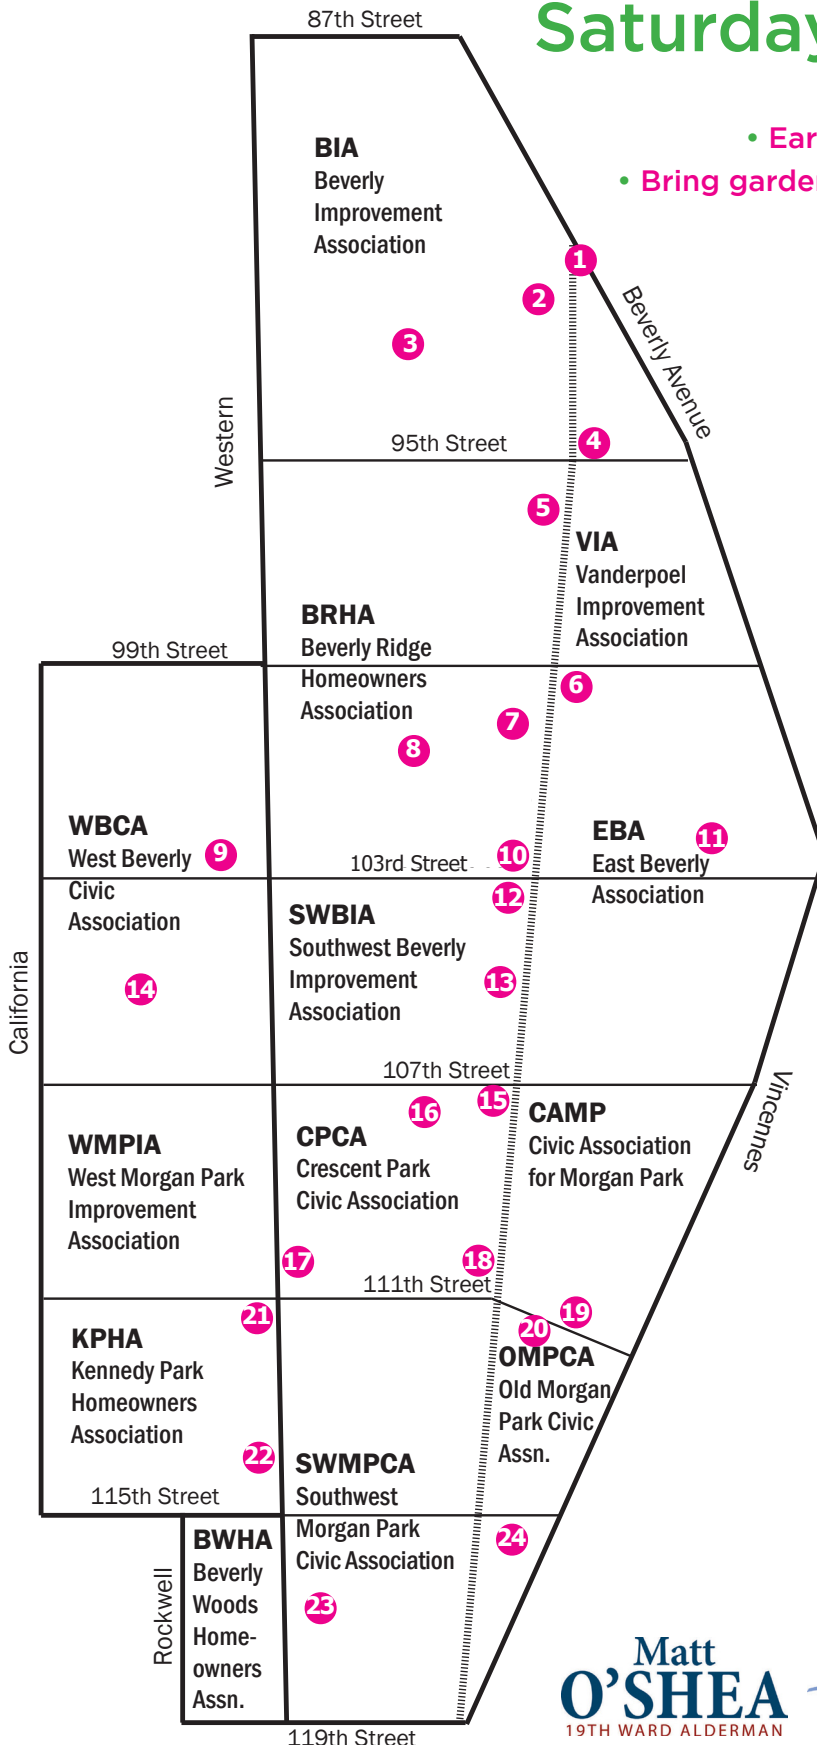 87th Street
Saturday
• Ear
• Bring garde
BIA
Beverly
Improvement
Association
1
2
3
Beverly Avenue
Western
95th Street
4
5
VIA
Vanderpoel
Improvement
Association
BRHA
Beverly Ridge
Homeowners
Association
99th Street
6
7
8
WBCA
West Beverly
Civic
Association
9
103rd Street
10
EBA
East Beverly
Association
11
12
SWBIA
Southwest Beverly
Improvement
Association
13
14
California
107th Street
Vincennes
15
16
CAMP
Civic Association
for Morgan Park
CPCA
Crescent Park
Civic Association
WMPIA
West Morgan Park
Improvement
Association
17
18
111th Street
19
20
21
OMPCA
Old Morgan
Park Civic
Assn.
KPHA
Kennedy Park
Homeowners
Association
22
SWMPCA
Southwest
Morgan Park
Civic Association
115th Street
BWHA
Beverly
Woods
Home-
owners
Assn.
24
23
Rockwell
119th Street
Matt
O'SHEA
19TH WARD ALDERMAN